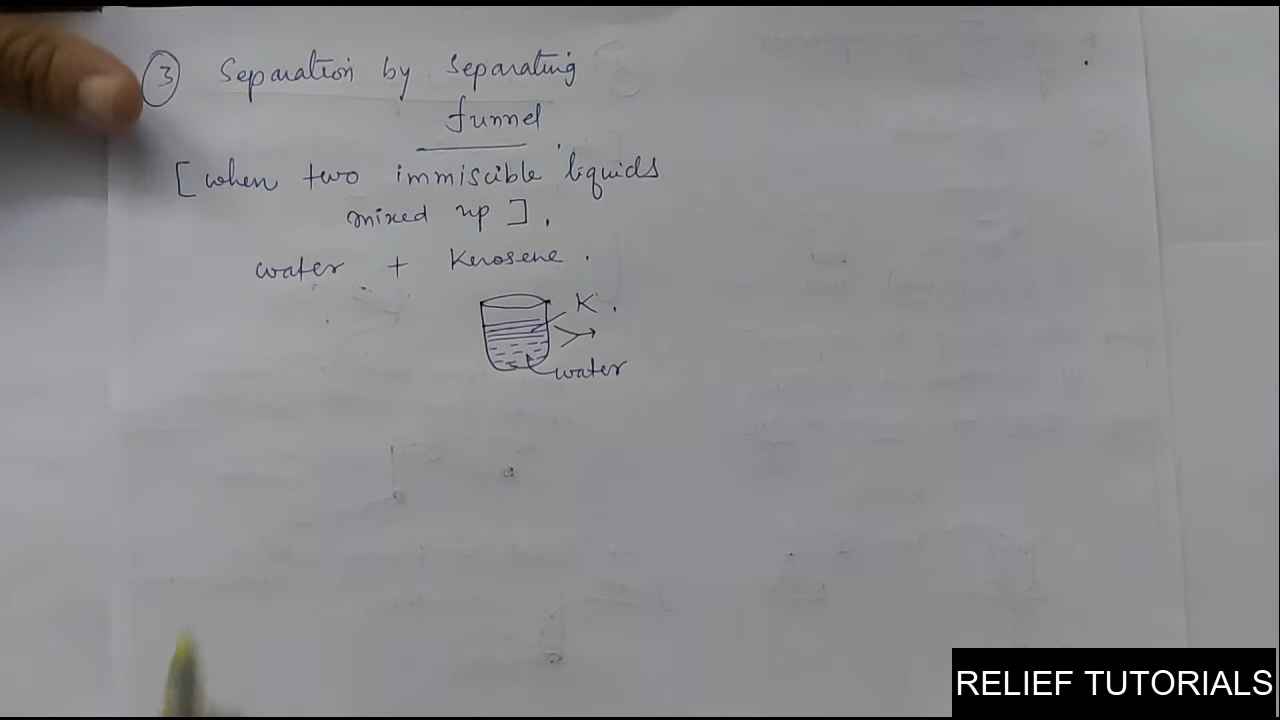 3 Separation by separating
funnel
[ when two immiscible liquids
mixed up ].
water + Kerosene.
K.
water
RELIEF TUTORIALS